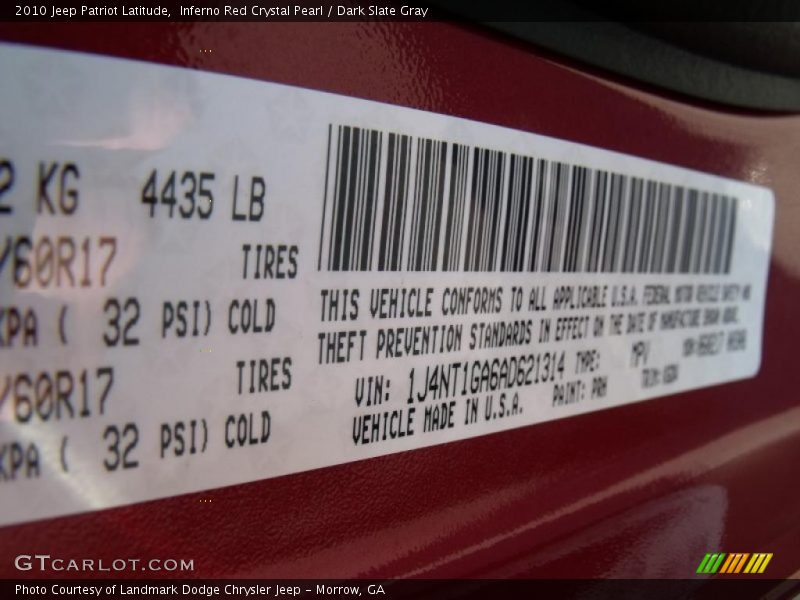 2010 Jeep Patriot Latitude,  Inferno Red Crystal Pearl / Dark Slate Gray
2 KG 4435 LB
/60R17 TIRES
KPA ( 32 PSI) COLD
/60R17 TIRES
KPA ( 32 PSI) COLD
THIS VEHICLE CONFORMS TO ALL APPLICABLE U.S.A. FEDERAL MOTOR VEHICLE SAFETY AND
THEFT PREVENTION STANDARDS IN EFFECT ON THE DATE OF MANUFACTURE SHOWN ABOVE.
VIN: 1J4NT1GA6AD621314 TYPE: MPV
VEHICLE MADE IN U.S.A. PAINT: PRH TRIM:
GTCARLOT.COM
Photo Courtesy of Landmark Dodge Chrysler Jeep - Morrow, GA